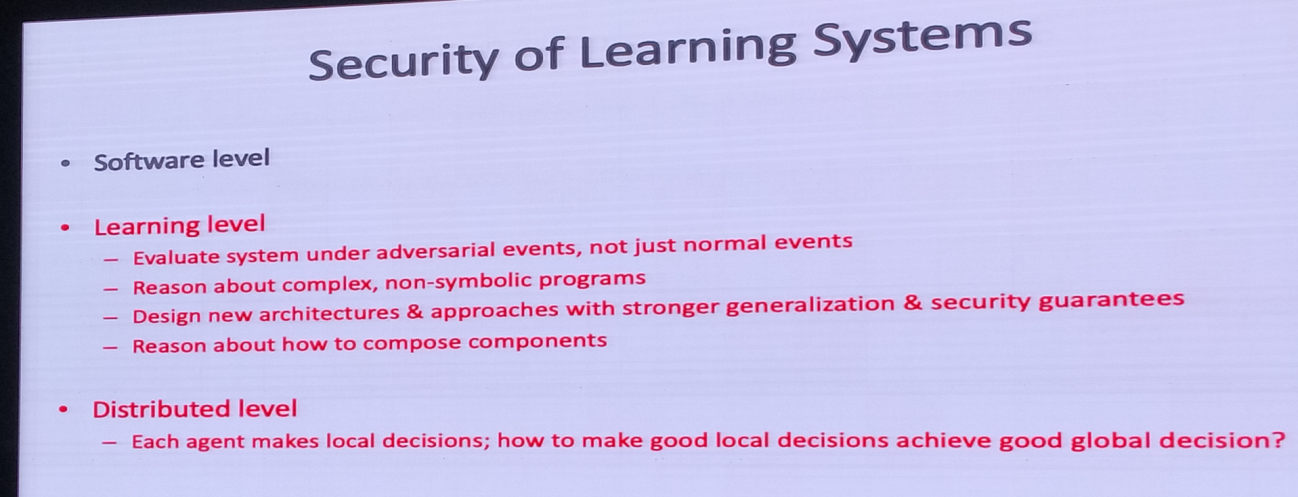 Security of Learning Systems
• Software level
• Learning level
– Evaluate system under adversarial events, not just normal events
– Reason about complex, non-symbolic programs
– Design new architectures & approaches with stronger generalization & security guarantees
– Reason about how to compose components
• Distributed level
– Each agent makes local decisions; how to make good local decisions achieve good global decision?